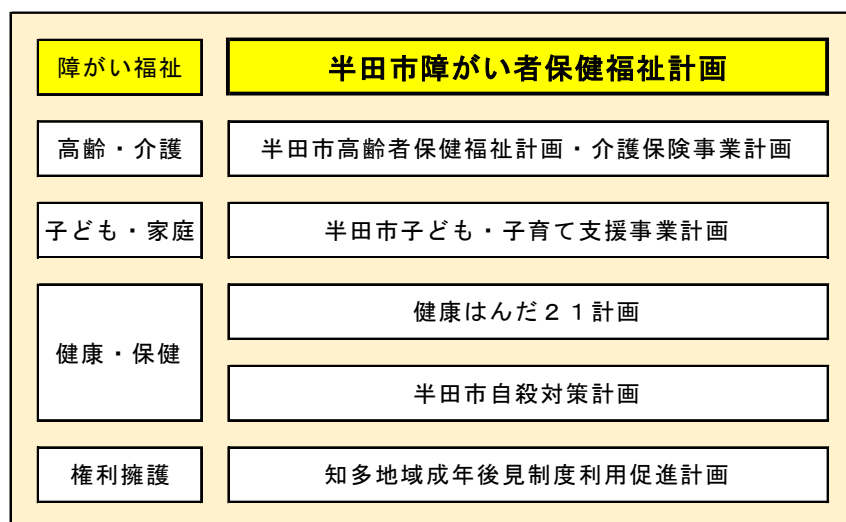 障がい福祉
半田市障がい者保健福祉計画
高齢・介護
半田市高齢者保健福祉計画・介護保険事業計画
子ども・家庭
半田市子ども・子育て支援事業計画
健康・保健
健康はんだ２１計画
半田市自殺対策計画
権利擁護
知多地域成年後見制度利用促進計画